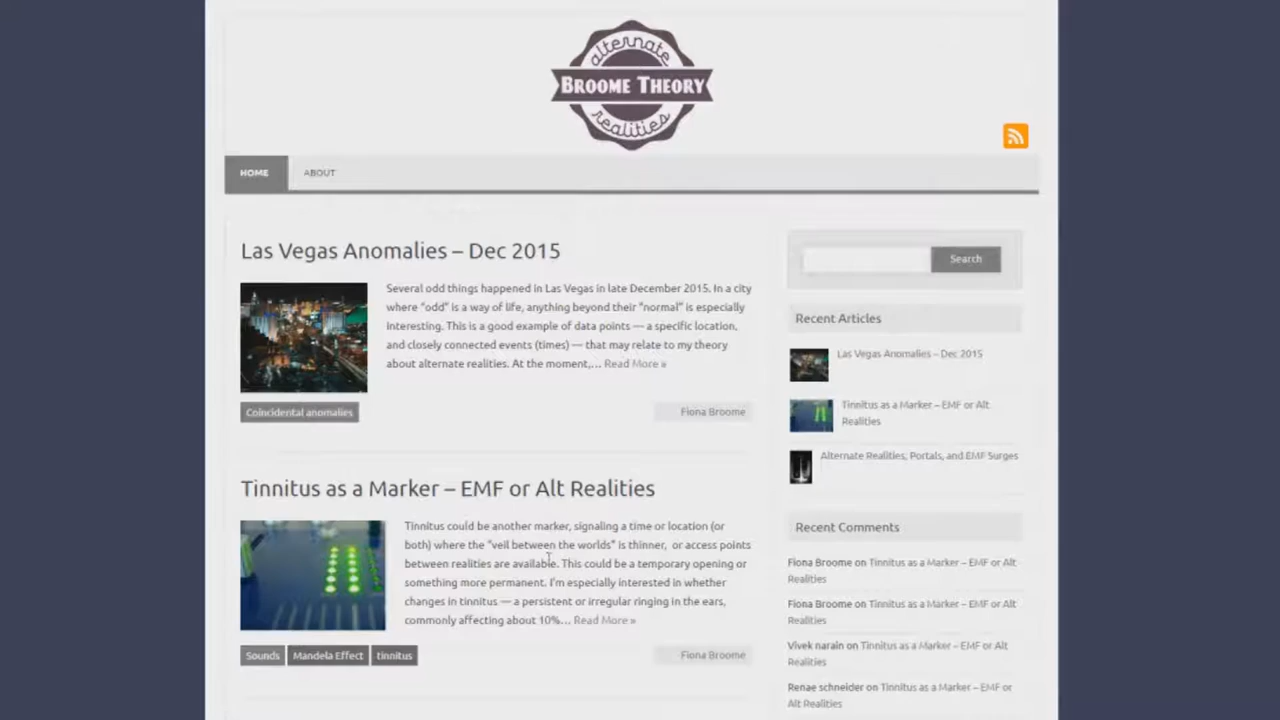 alternate
BROOME THEORY
realities
HOME ABOUT
Las Vegas Anomalies – Dec 2015
Several odd things happened in Las Vegas in late December 2015. In a city
where "odd" is a way of life, anything beyond their "normal" is especially
interesting. This is a good example of data points — a specific location,
and closely connected events (times) — that may relate to my theory
about alternate realities. At the moment,... Read More »
Coincidental anomalies
Fiona Broome
Tinnitus as a Marker – EMF or Alt Realities
Tinnitus could be another marker, signaling a time or location (or
both) where the "veil between the worlds" is thinner, or access points
between realities are available. This could be a temporary opening or
something more permanent. I'm especially interested in whether
changes in tinnitus — a persistent or irregular ringing in the ears,
commonly affecting about 10%... Read More »
Sounds Mandela Effect tinnitus
Fiona Broome
Search
Recent Articles
Las Vegas Anomalies – Dec 2015
Tinnitus as a Marker – EMF or Alt
Realities
Alternate Realities, Portals, and EMF Surges
Recent Comments
Fiona Broome on Tinnitus as a Marker – EMF or Alt
Realities
Fiona Broome on Tinnitus as a Marker – EMF or Alt
Realities
Vivek narain on Tinnitus as a Marker – EMF or Alt
Realities
Renae schneider on Tinnitus as a Marker – EMF or
Alt Realities